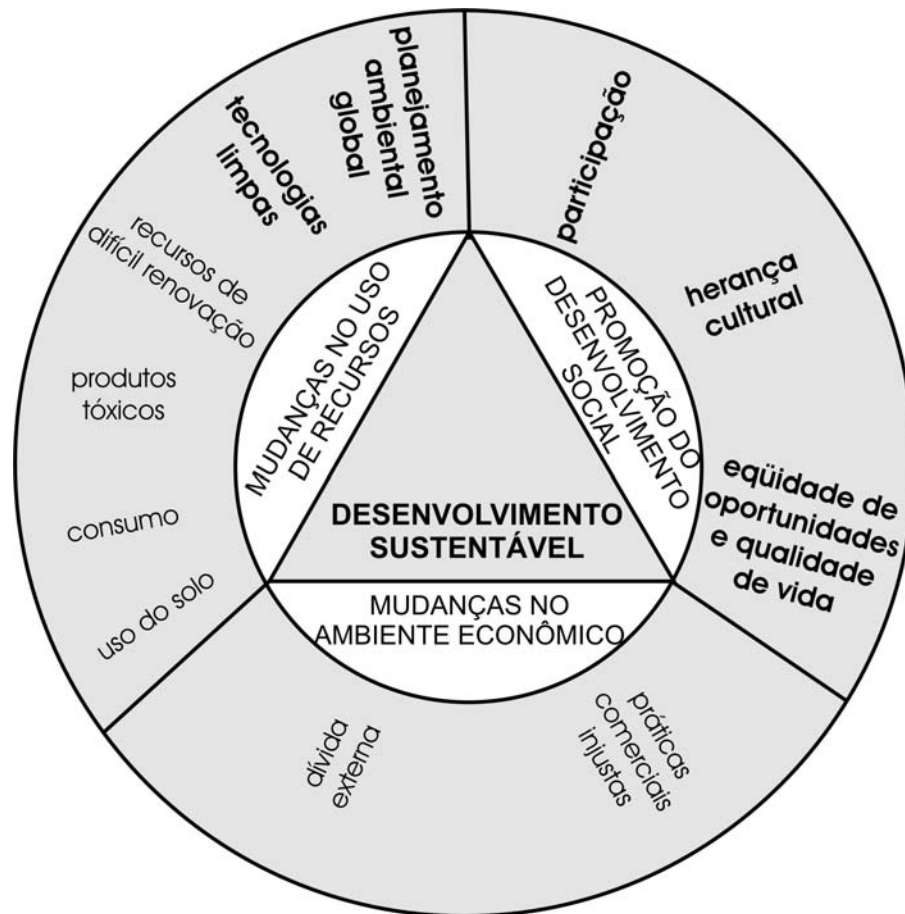 planejamento
ambiental
global
tecnologias
limpas
recursos de
difícil renovação
produtos
tóxicos
consumo
uso do solo
participação
herança
cultural
eqüidade de
oportunidades
e qualidade
de vida
MUDANÇAS NO USO
DE RECURSOS
PROMOÇÃO DO
DESENVOLVIMENTO
SOCIAL
DESENVOLVIMENTO
SUSTENTÁVEL
MUDANÇAS NO
AMBIENTE ECONÔMICO
dívida
externa
práticas
comerciais
injustas